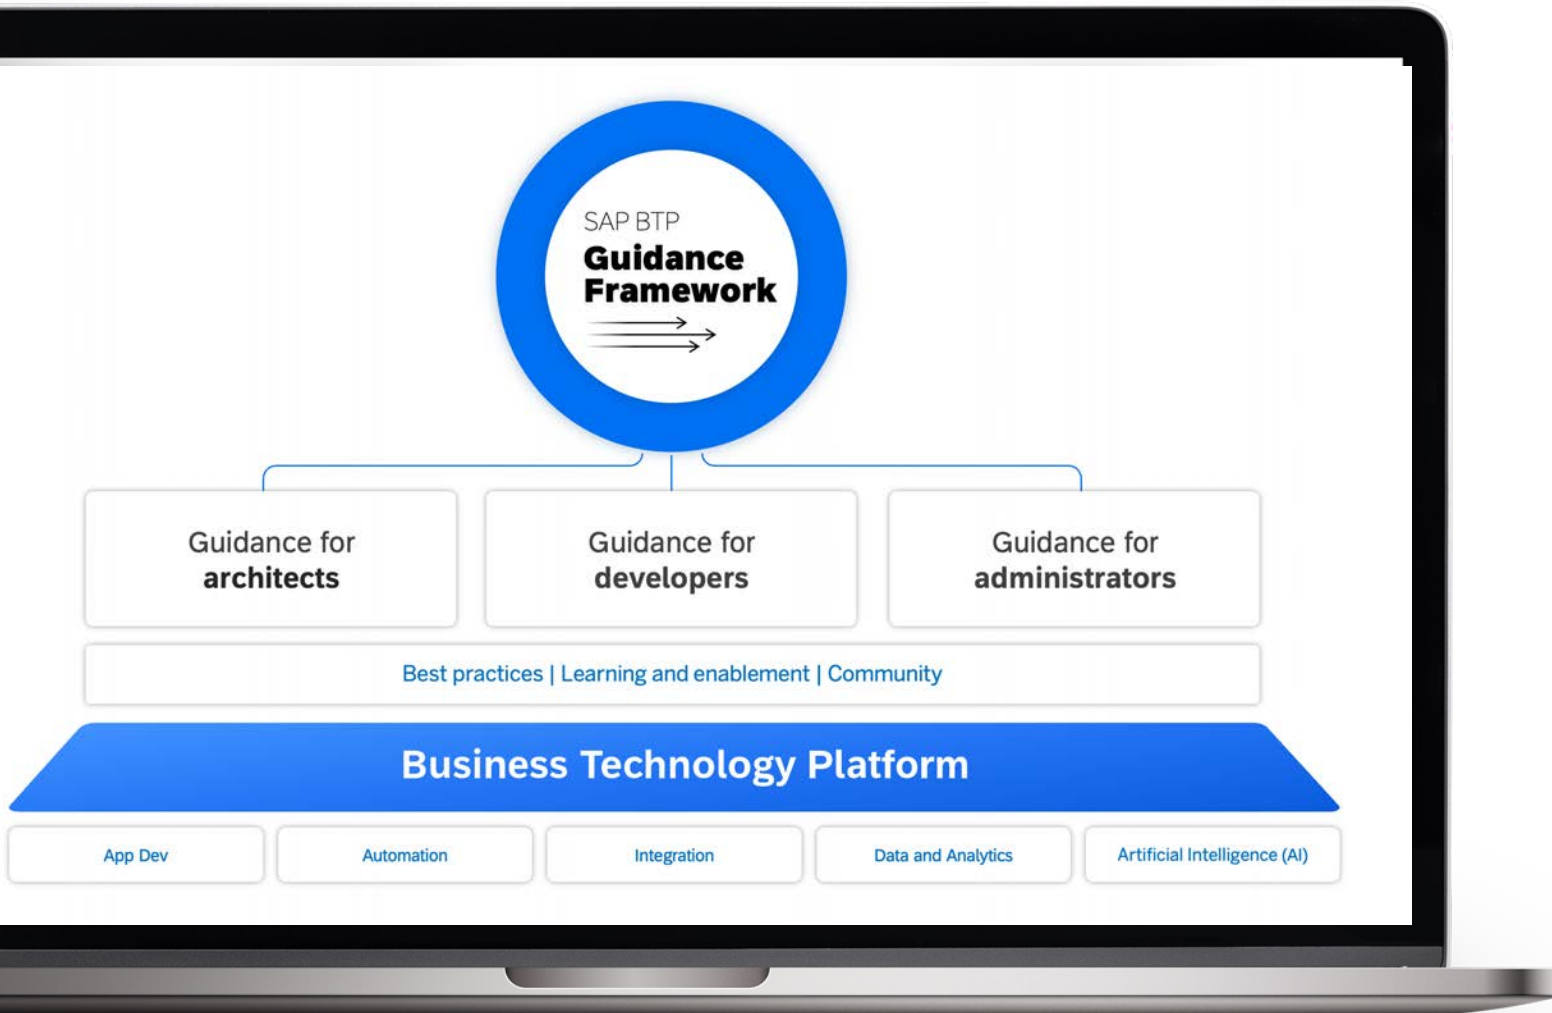 SAP BTP
Guidance
Framework
Guidance for
architects
Guidance for
developers
Guidance for
administrators
Best practices | Learning and enablement | Community
Business Technology Platform
App Dev
Automation
Integration
Data and Analytics
Artificial Intelligence (AI)